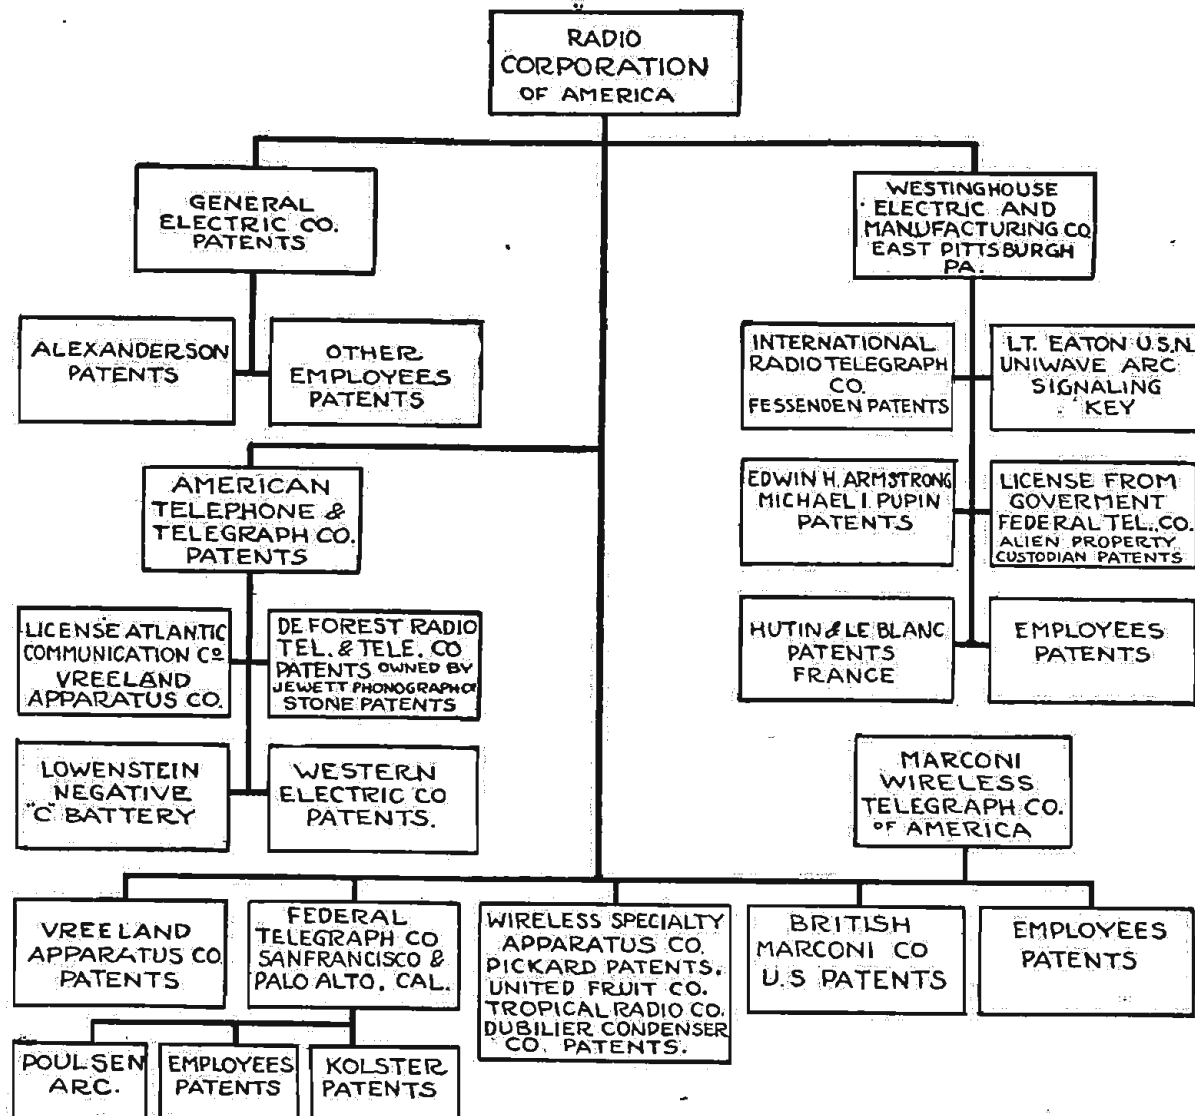 RADIO
CORPORATION
OF AMERICA
GENERAL
ELECTRIC CO.
PATENTS
WESTINGHOUSE
ELECTRIC AND
MANUFACTURING CO
EAST PITTSBURGH
PA.
ALEXANDERSON
PATENTS
OTHER
EMPLOYEES
PATENTS
INTERNATIONAL
RADIO TELEGRAPH
CO.
FESSENDEN PATENTS
LT. EATON U.S.N.
UNIWAVE ARC
SIGNALING
KEY
AMERICAN
TELEPHONE &
TELEGRAPH CO.
PATENTS
EDWIN H. ARMSTRONG
MICHAEL I. PUPIN
PATENTS
LICENSE FROM
GOVERMENT
FEDERAL TEL. CO.
ALIEN PROPERTY
CUSTODIAN PATENTS
LICENSE ATLANTIC
COMMUNICATION CO
VREELAND
APPARATUS CO.
DE FOREST RADIO
TEL. & TELE. CO
PATENTS OWNED BY
JEWETT PHONOGRAPH CO
STONE PATENTS
HUTIN & LE BLANC
PATENTS
FRANCE
EMPLOYEES
PATENTS
LOWENSTEIN
NEGATIVE
"C" BATTERY
WESTERN
ELECTRIC CO
PATENTS.
MARCONI
WIRELESS
TELEGRAPH CO.
OF AMERICA
VREELAND
APPARATUS CO.
PATENTS
FEDERAL
TELEGRAPH CO
SANFRANCISCO &
PALO ALTO. CAL.
WIRELESS SPECIALTY
APPARATUS CO.
PICKARD PATENTS.
UNITED FRUIT CO.
TROPICAL RADIO CO.
DUBILIER CONDENSER
CO. PATENTS.
BRITISH
MARCONI CO
U.S PATENTS
EMPLOYEES
PATENTS
POULSEN
ARC.
EMPLOYEES
PATENTS
KOLSTER
PATENTS